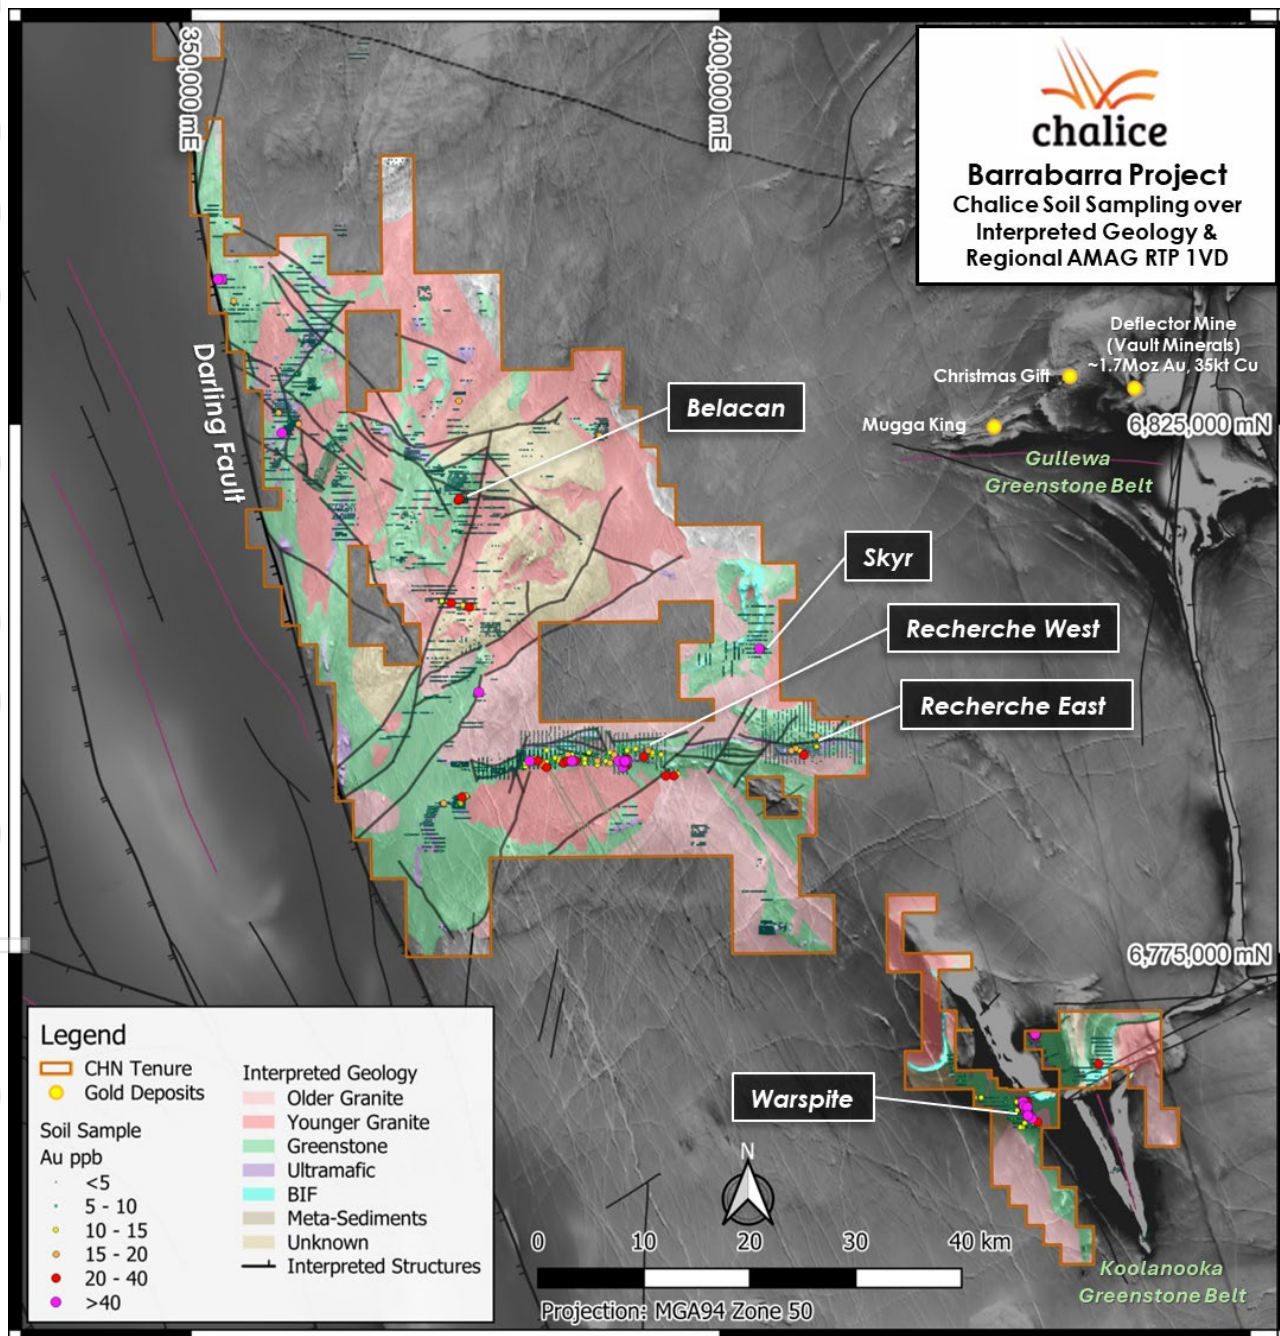 350,000 mE
400,000 mE
chalice
Barrabarra Project
Chalice Soil Sampling over
Interpreted Geology &
Regional AMAG RTP 1VD
Deflector Mine
(Vault Minerals)
~1.7Moz Au, 35kt Cu
Christmas Gift
Mugga King
6,825,000 mN
Gullewa
Greenstone Belt
Darling Fault
Belacan
Skyr
Recherche West
Recherche East
6,775,000 mN
Warspite
Koolanooka
Greenstone Belt
Legend
CHN Tenure
Gold Deposits
Soil Sample
Au ppb
<5
5 - 10
10 - 15
15 - 20
20 - 40
>40
Interpreted Geology
Older Granite
Younger Granite
Greenstone
Ultramafic
BIF
Meta-Sediments
Unknown
Interpreted Structures
N
0 10 20 30 40 km
Projection: MGA94 Zone 50